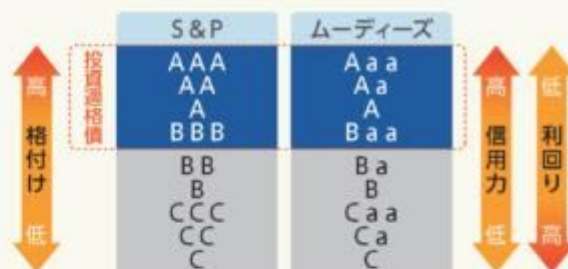 S&P ムーディーズ
投資適格債
AAA Aaa
AA Aa
A A
BBB Baa
BB Ba
B B
CCC Caa
CC Ca
C C
高 格付け 低
高 信用力 低
低 利回り 高